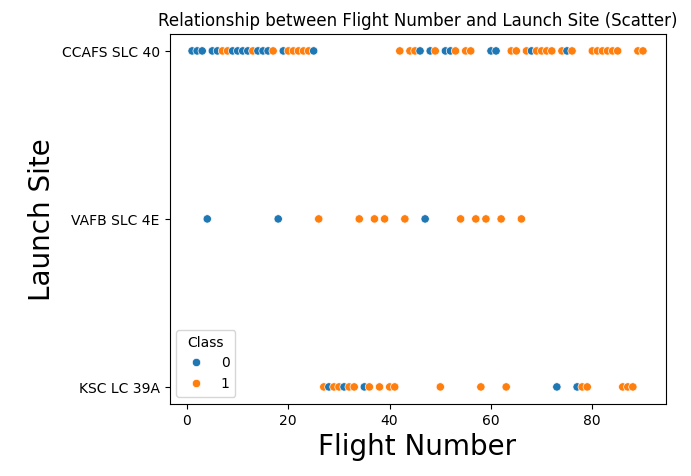 Relationship between Flight Number and Launch Site (Scatter)
CCAFS SLC 40
VAFB SLC 4E
KSC LC 39A
Launch Site
Class
0
1
0 20 40 60 80
Flight Number